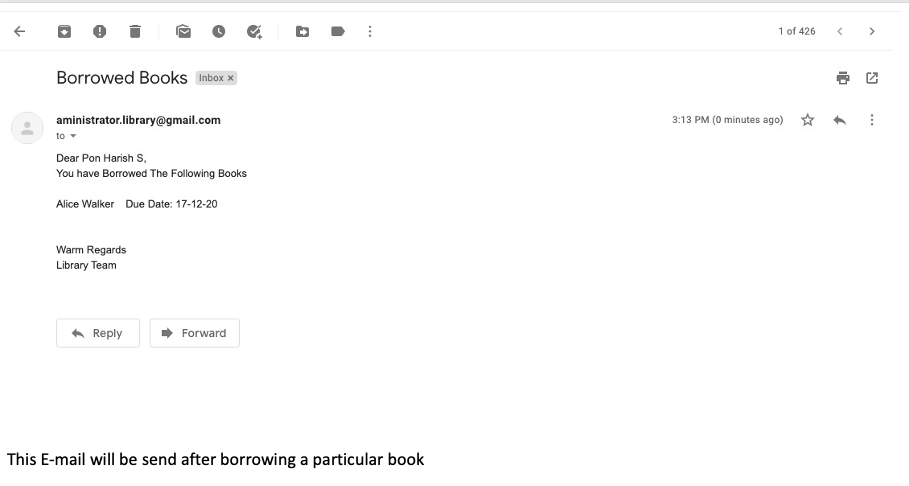 1 of 426
Borrowed Books Inbox x
aministrator.library@gmail.com 3:13 PM (0 minutes ago)
to
Dear Pon Harish S,
You have Borrowed The Following Books
Alice Walker Due Date: 17-12-20
Warm Regards
Library Team
Reply Forward
This E-mail will be send after borrowing a particular book